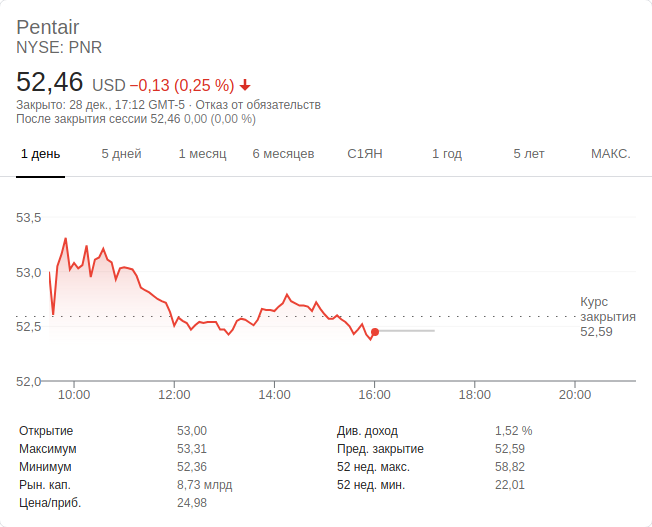 Pentair
NYSE: PNR
52,46 USD −0,13 (0,25 %)
Закрыто: 28 дек., 17:12 GMT-5 · Отказ от обязательств
После закрытия сессии 52,46 0,00 (0,00 %)
1 день 5 дней 1 месяц 6 месяцев С1ЯН 1 год 5 лет МАКС.
53,5
53,0
52,5
52,0
Курс
закрытия
52,59
10:00 12:00 14:00 16:00 18:00 20:00
Открытие 53,00 Див. доход 1,52 %
Максимум 53,31 Пред. закрытие 52,59
Минимум 52,36 52 нед. макс. 58,82
Рын. кап. 8,73 млрд 52 нед. мин. 22,01
Цена/приб. 24,98